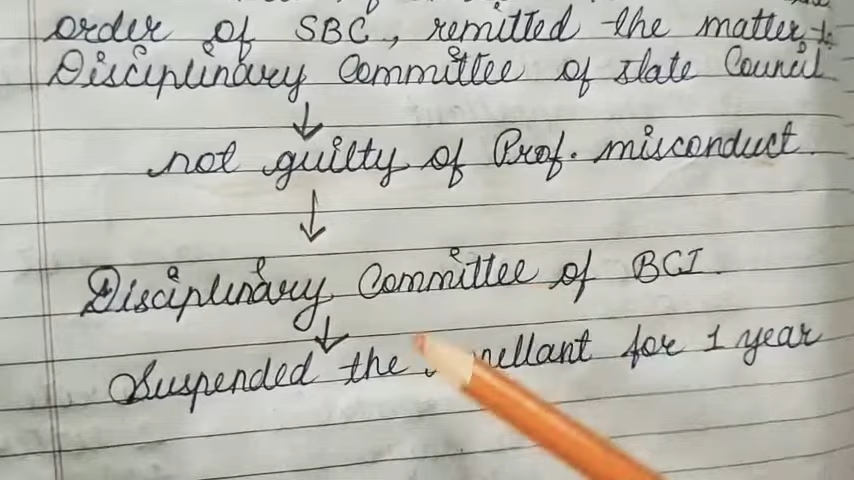 order of SBC, remitted the matter to
Disciplinary Committee of State Council
↓
not guilty of Prof. misconduct.
↓
Disciplinary Committee of BCI.
↓
Suspended the for 1 year